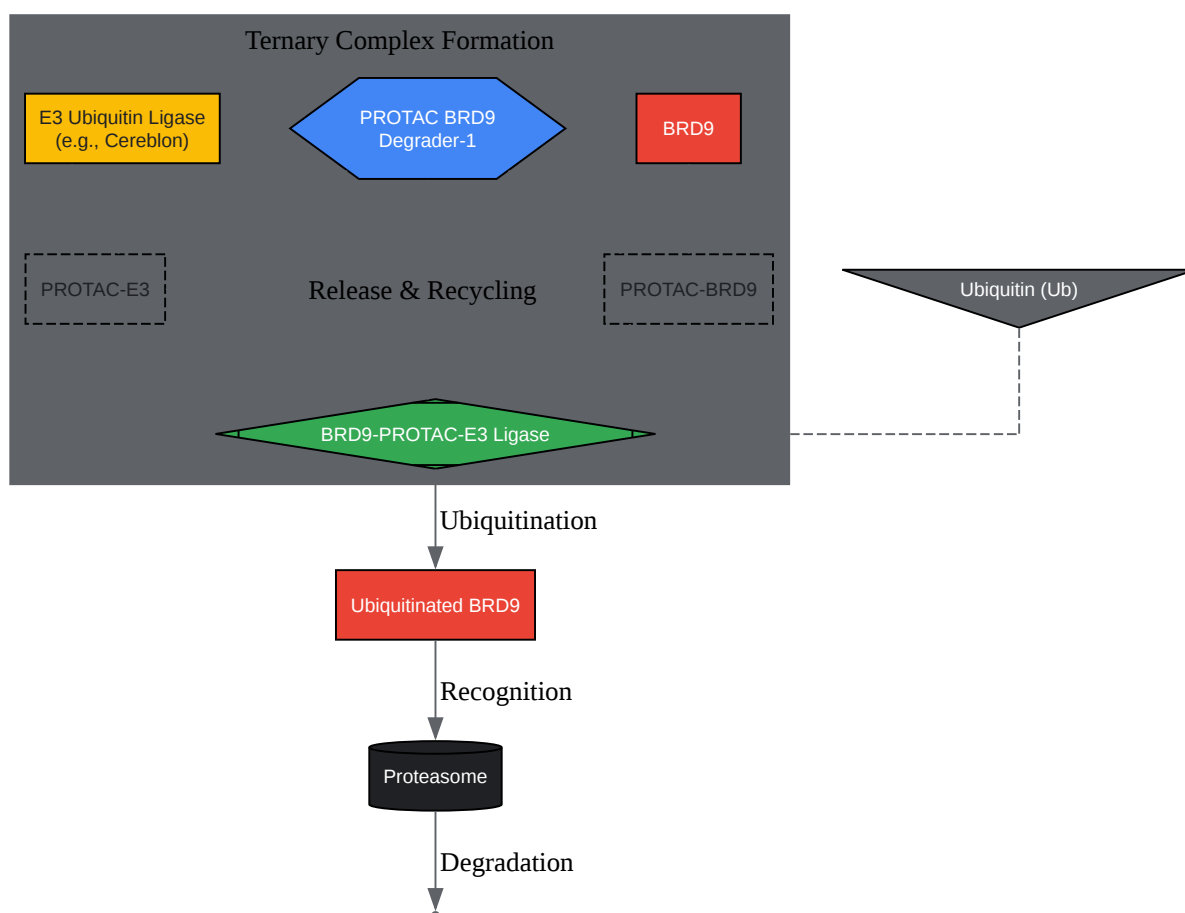 Ternary Complex Formation
E3 Ubiquitin Ligase
(e.g., Cereblon)
PROTAC BRD9
Degrader-1
BRD9
PROTAC-E3
Release & Recycling
PROTAC-BRD9
Ubiquitin (Ub)
BRD9-PROTAC-E3 Ligase
Ubiquitination
Ubiquitinated BRD9
Recognition
Proteasome
Degradation